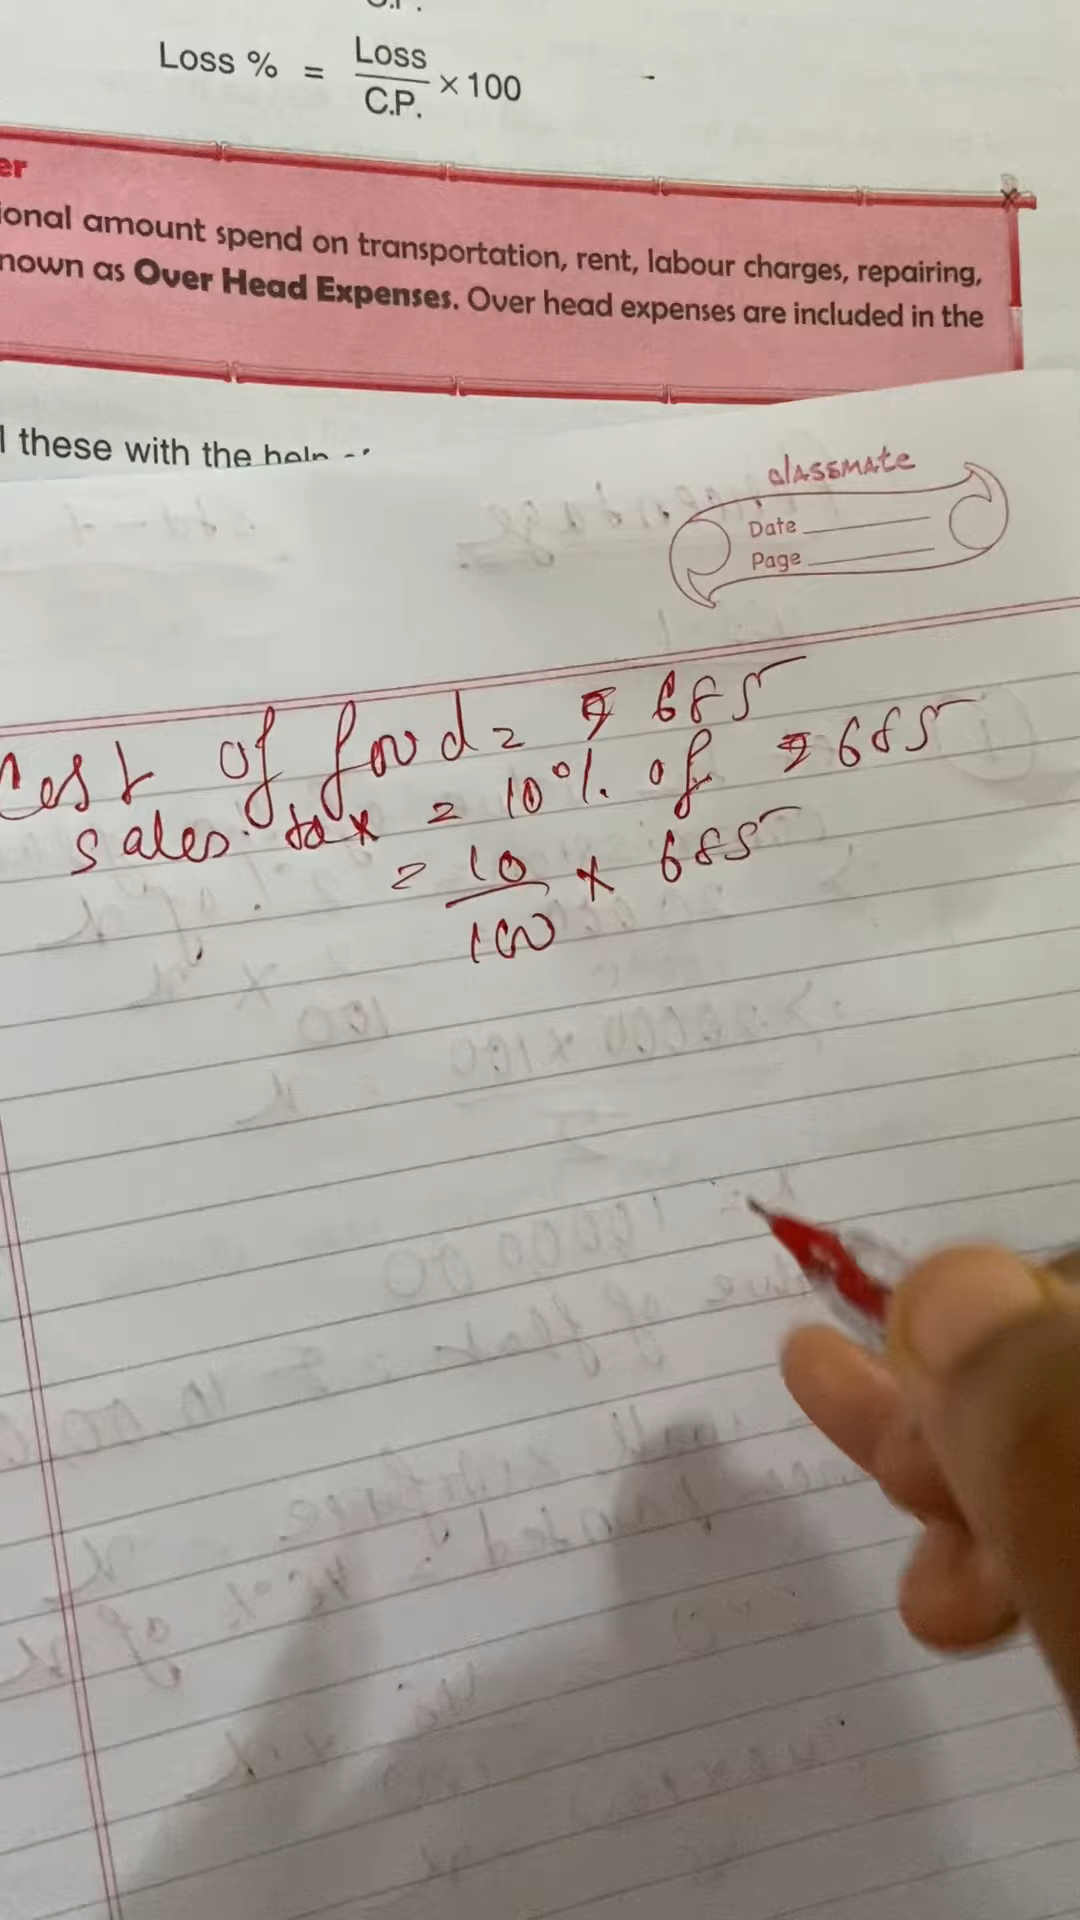 Loss % = Loss / C.P. × 100
er
ional amount spend on transportation, rent, labour charges, repairing,
nown as Over Head Expenses. Over head expenses are included in the
l these with the help
classmate
Date
Page
Cost of food = ₹ 685
sales tax = 10% of ₹ 685
= 10 / 100 × 685